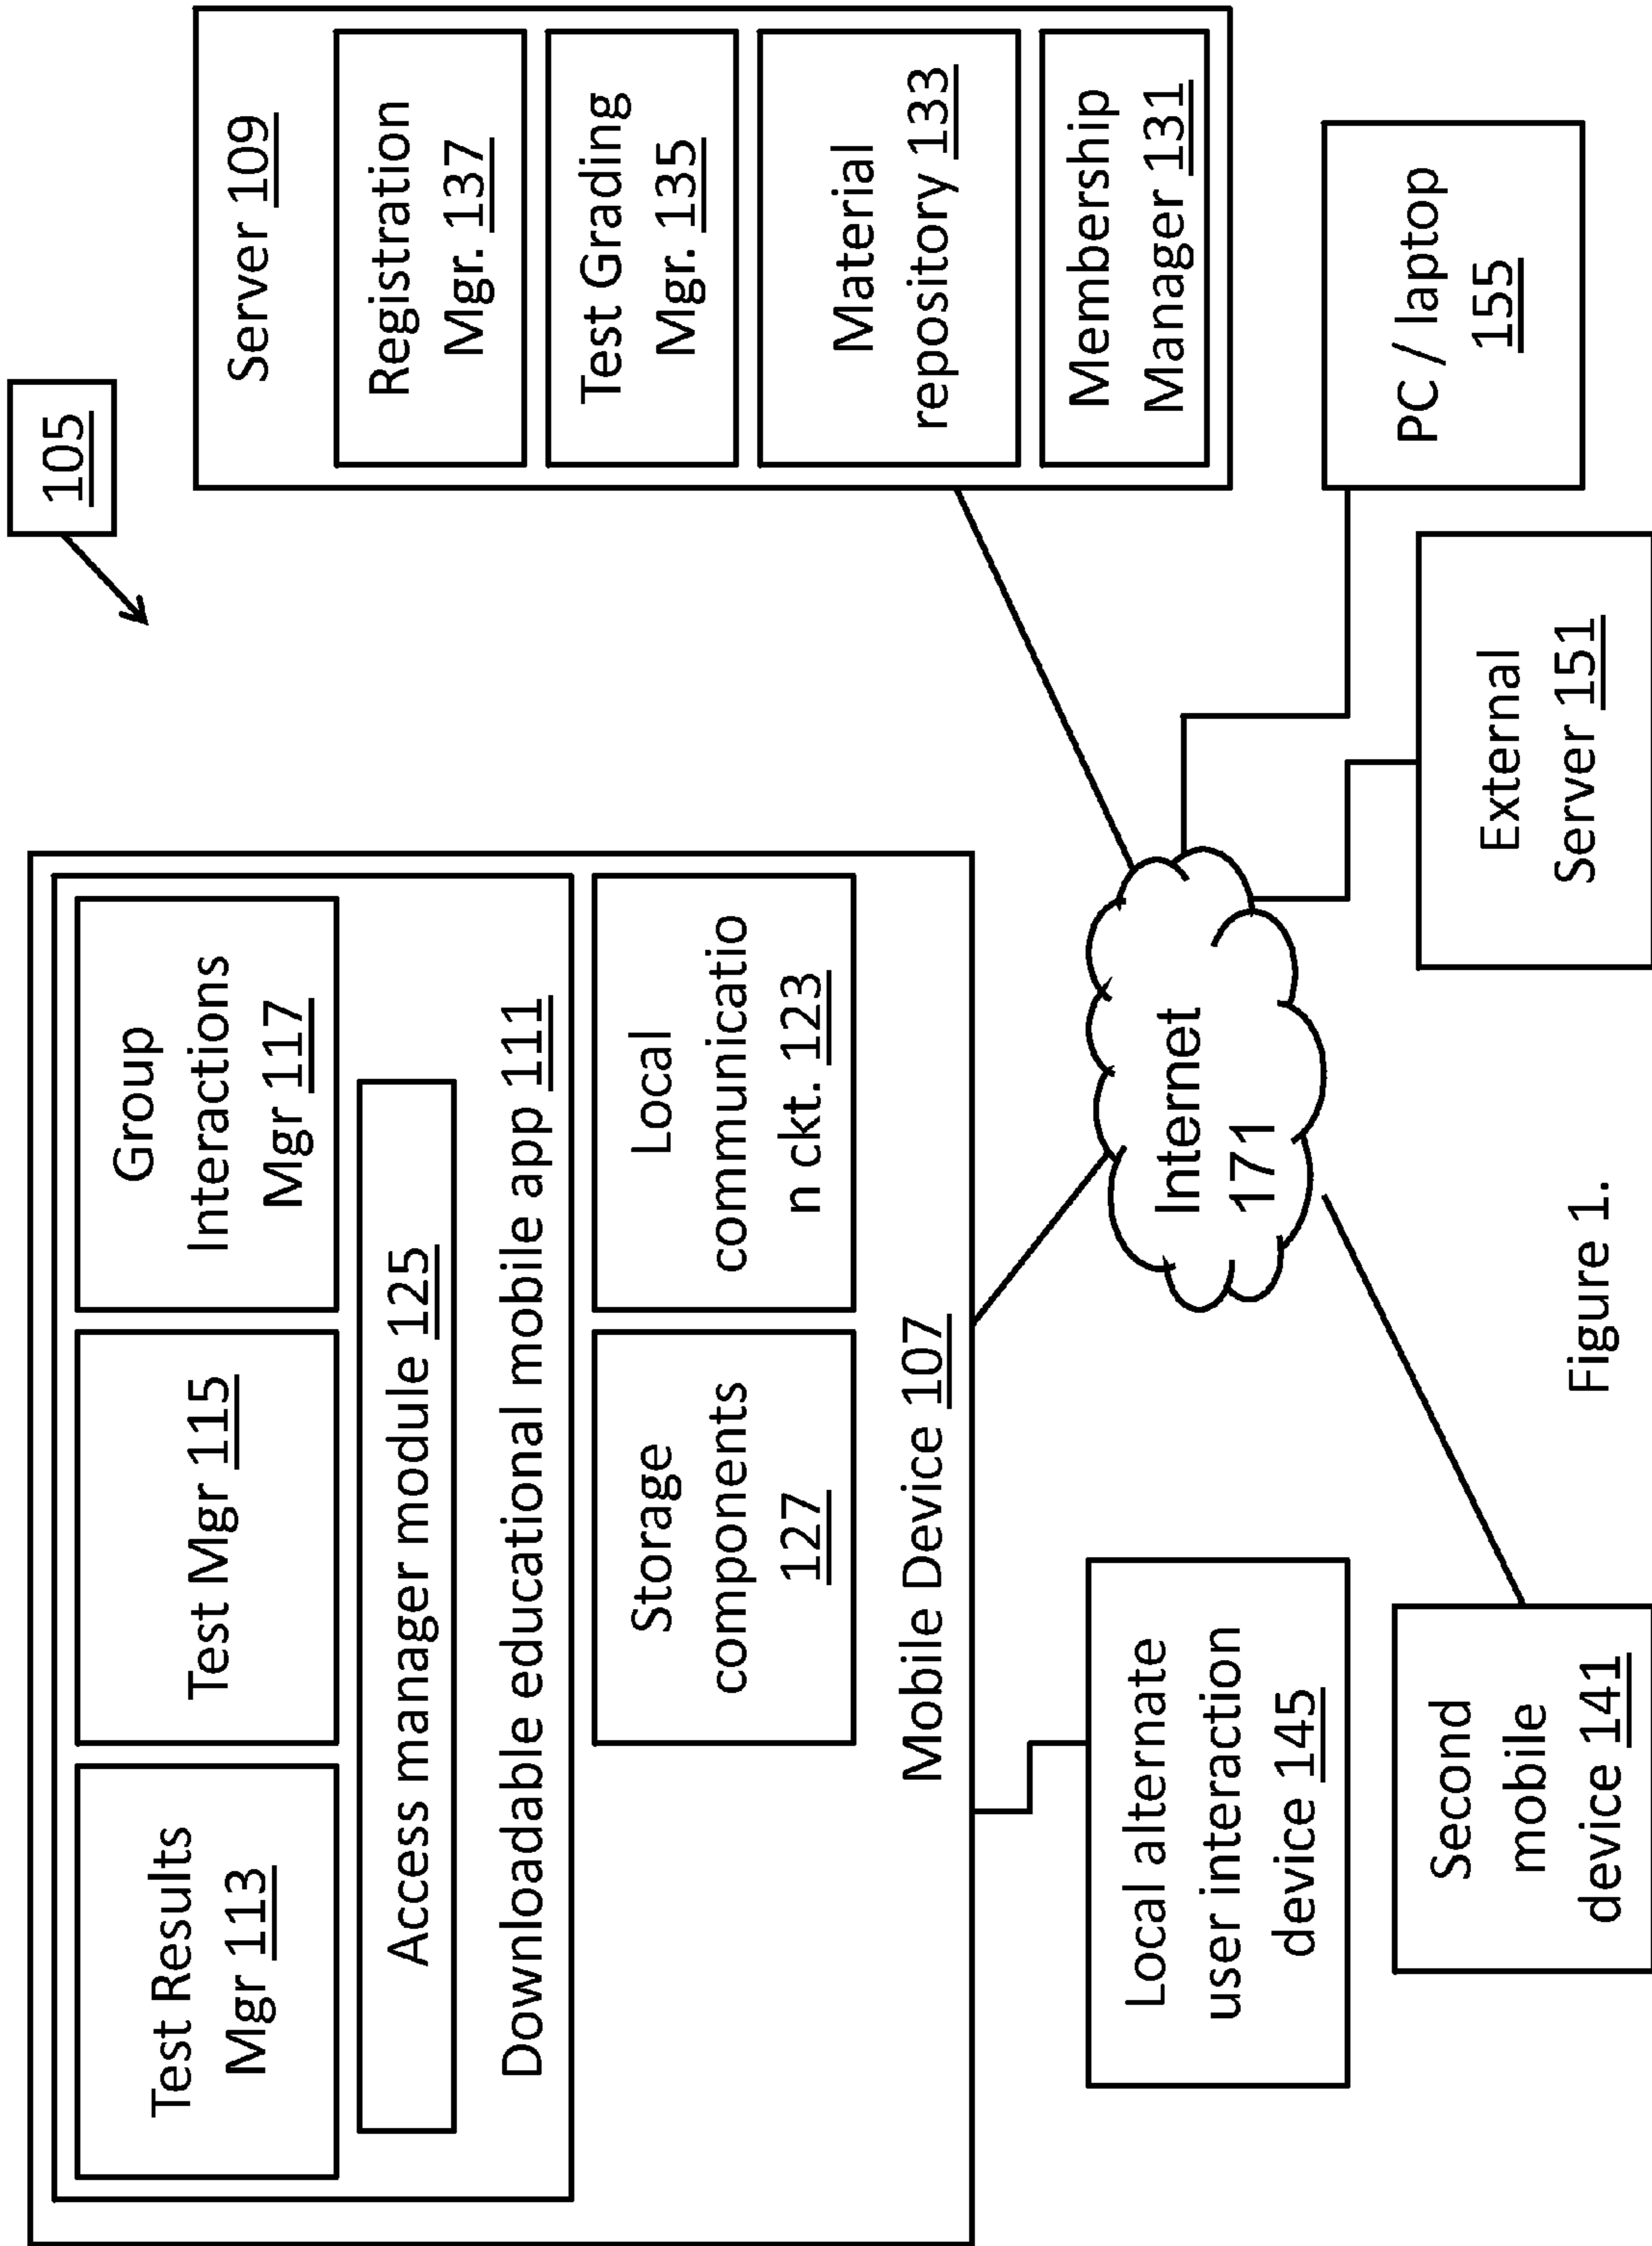 105
Test Results
Mgr 113
Test Mgr 115
Group
Interactions
Mgr 117
Access manager module 125
Downloadable educational mobile app 111
Storage
components
127
Local
communicatio
n ckt. 123
Mobile Device 107
Server 109
Registration
Mgr. 137
Test Grading
Mgr. 135
Material
repository 133
Membership
Manager 131
Local alternate
user interaction
device 145
Internet
171
PC / laptop
155
Second
mobile
device 141
External
Server 151
Figure 1.